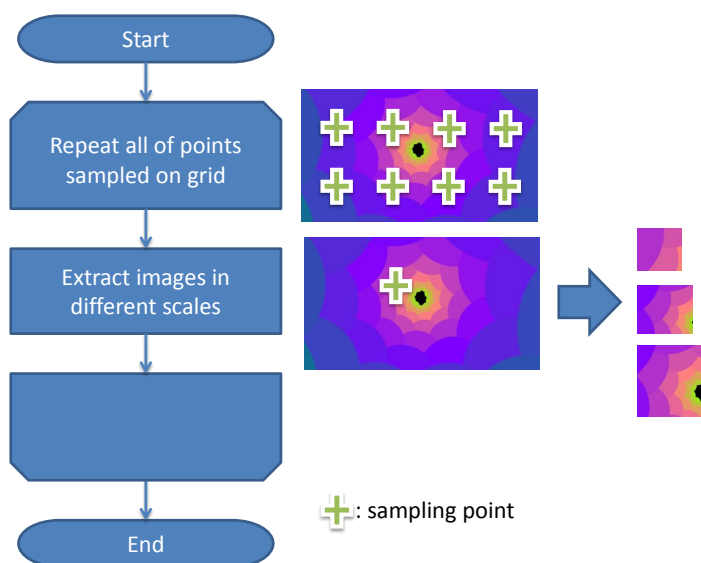 Start
Repeat all of points
sampled on grid
Extract images in
different scales
: sampling point
End